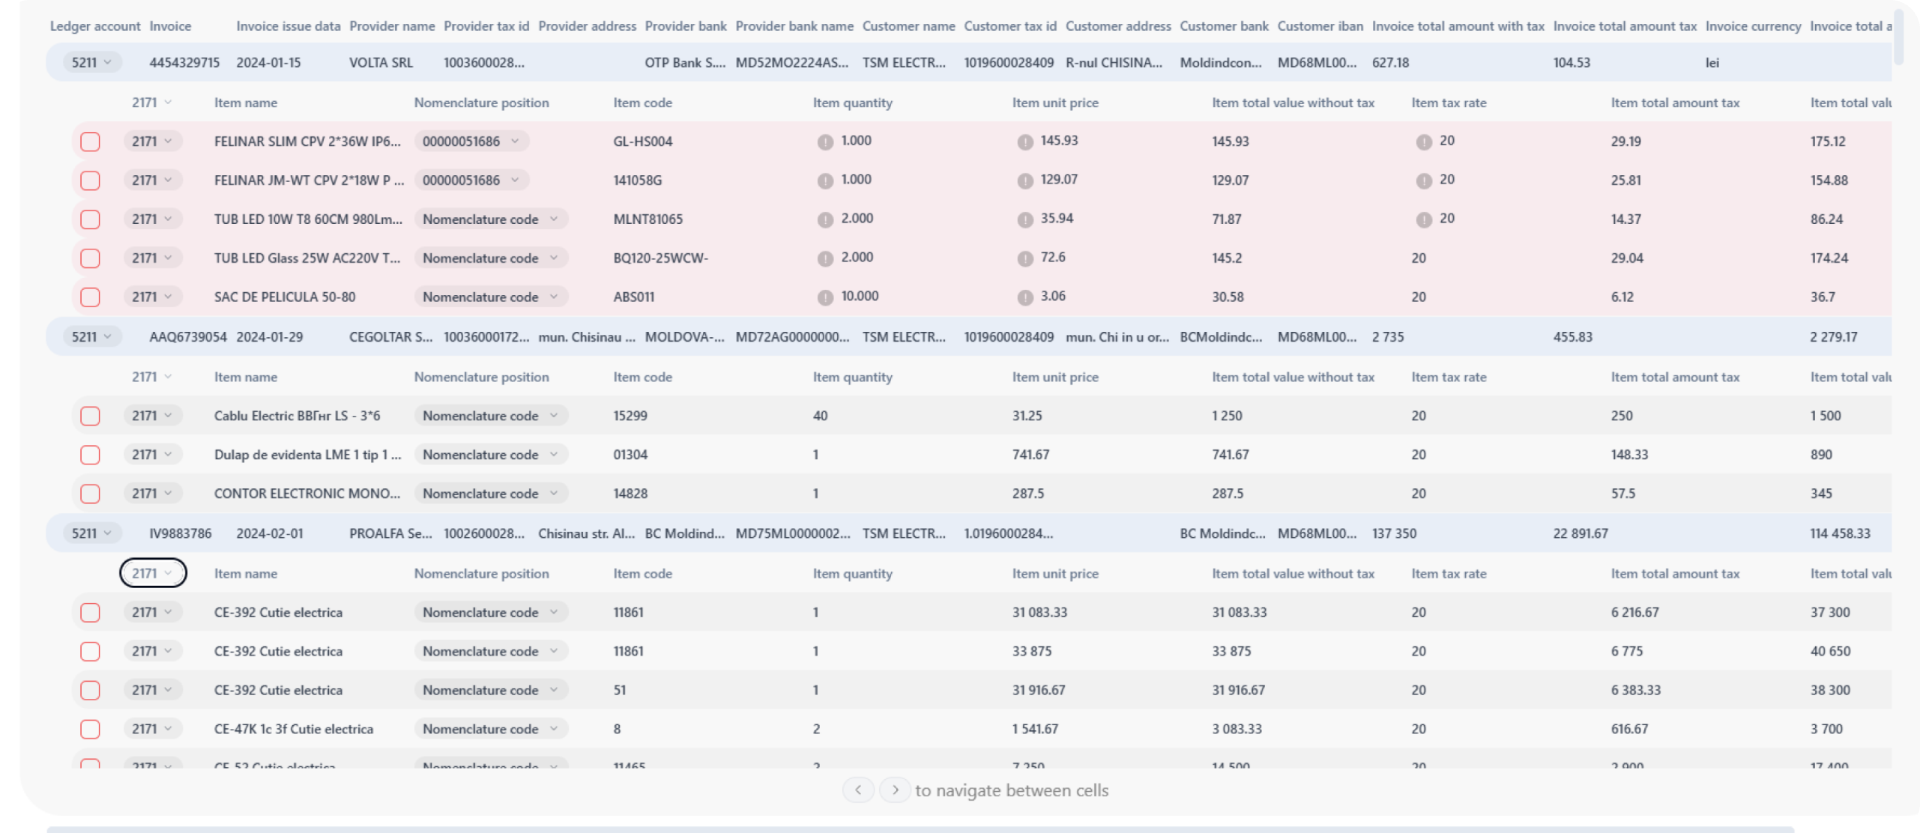 Ledger account Invoice Invoice issue data Provider name Provider tax id Provider address Provider bank Provider bank name Customer name Customer tax id Customer address Customer bank Customer iban Invoice total amount with tax Invoice total amount tax Invoice currency Invoice total a
5211 4454329715 2024-01-15 VOLTA SRL 1003600028... OTP Bank S.... MD52MO2224AS... TSM ELECTR... 1019600028409 R-nul CHISINA... Moldindcon... MD68ML00... 627.18 104.53 lei
2171 Item name Nomenclature position Item code Item quantity Item unit price Item total value without tax Item tax rate Item total amount tax Item total valu
2171 FELINAR SLIM CPV 2*36W IP6... 00000051686 GL-HS004 1.000 145.93 145.93 20 29.19 175.12
2171 FELINAR JM-WT CPV 2*18W P ... 00000051686 141058G 1.000 129.07 129.07 20 25.81 154.88
2171 TUB LED 10W T8 60CM 980Lm... Nomenclature code MLNT81065 2.000 35.94 71.87 20 14.37 86.24
2171 TUB LED Glass 25W AC220V T... Nomenclature code BQ120-25WCW- 2.000 72.6 145.2 20 29.04 174.24
2171 SAC DE PELICULA 50-80 Nomenclature code ABS011 10.000 3.06 30.58 20 6.12 36.7
5211 AAQ6739054 2024-01-29 CEGOLTAR S... 10036000172... mun. Chisinau ... MOLDOVA-... MD72AG0000000... TSM ELECTR... 1019600028409 mun. Chi in u or... BCMoldindc... MD68ML00... 2 735 455.83 2 279.17
2171 Item name Nomenclature position Item code Item quantity Item unit price Item total value without tax Item tax rate Item total amount tax Item total valu
2171 Cablu Electric ВВГнг LS - 3*6 Nomenclature code 15299 40 31.25 1 250 20 250 1 500
2171 Dulap de evidenta LME 1 tip 1 ... Nomenclature code 01304 1 741.67 741.67 20 148.33 890
2171 CONTOR ELECTRONIC MONO... Nomenclature code 14828 1 287.5 287.5 20 57.5 345
5211 IV9883786 2024-02-01 PROALFA Se... 1002600028... Chisinau str. Al... BC Moldind... MD75ML0000002... TSM ELECTR... 1.0196000284... BC Moldindc... MD68ML00... 137 350 22 891.67 114 458.33
2171 Item name Nomenclature position Item code Item quantity Item unit price Item total value without tax Item tax rate Item total amount tax Item total valu
2171 CE-392 Cutie electrica Nomenclature code 11861 1 31 083.33 31 083.33 20 6 216.67 37 300
2171 CE-392 Cutie electrica Nomenclature code 11861 1 33 875 33 875 20 6 775 40 650
2171 CE-392 Cutie electrica Nomenclature code 51 1 31 916.67 31 916.67 20 6 383.33 38 300
2171 CE-47K 1c 3f Cutie electrica Nomenclature code 8 2 1 541.67 3 083.33 20 616.67 3 700
2171 CE-52 Cutie electrica Nomenclature code 11465 2 7 250 14 500 20 2 900 17 400
to navigate between cells